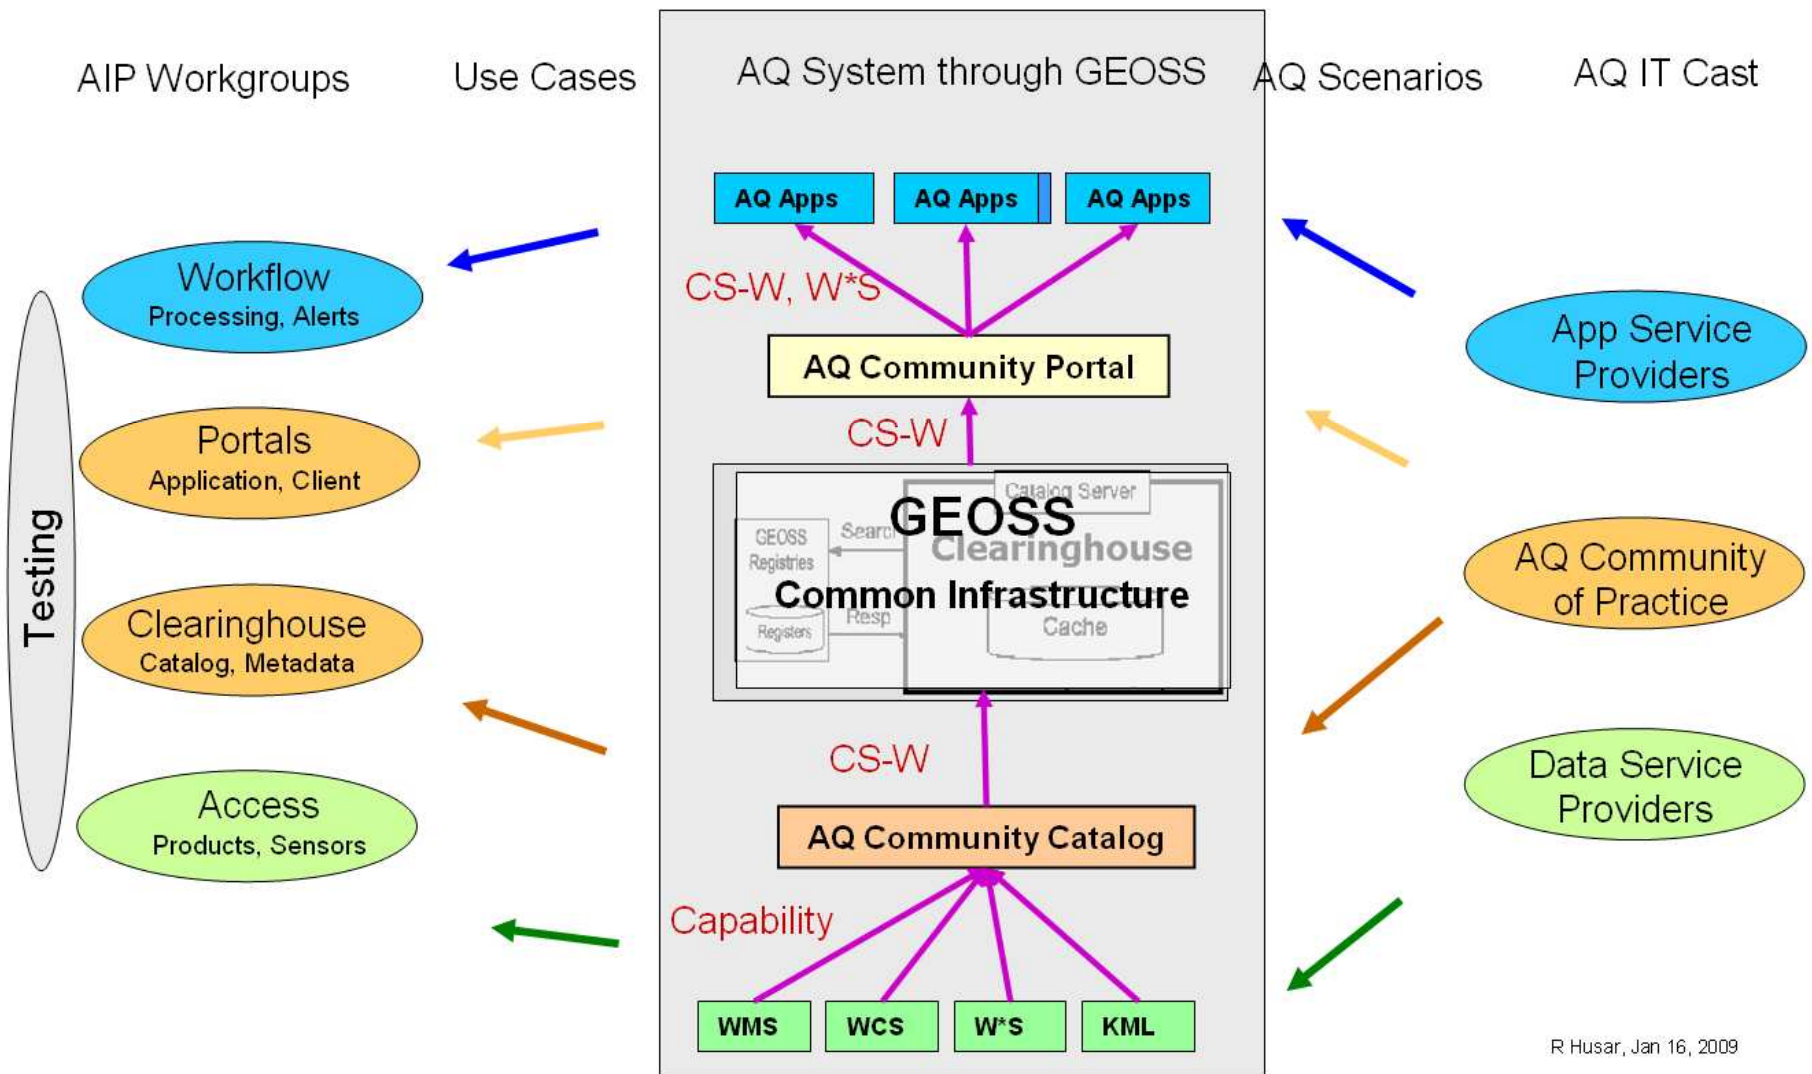 AIP Workgroups
Use Cases
AQ System through GEOSS
AQ Scenarios
AQ IT Cast
Testing
Workflow
Processing, Alerts
Portals
Application, Client
Clearinghouse
Catalog, Metadata
Access
Products, Sensors
AQ Apps
AQ Apps
AQ Apps
CS-W, W*S
AQ Community Portal
CS-W
Catalog Server
GEOSS
GEOSS
Registries
Search
Clearinghouse
Common Infrastructure
Registers
Resp
Cache
CS-W
AQ Community Catalog
Capability
WMS
WCS
W*S
KML
App Service
Providers
AQ Community
of Practice
Data Service
Providers
R Husar, Jan 16, 2009